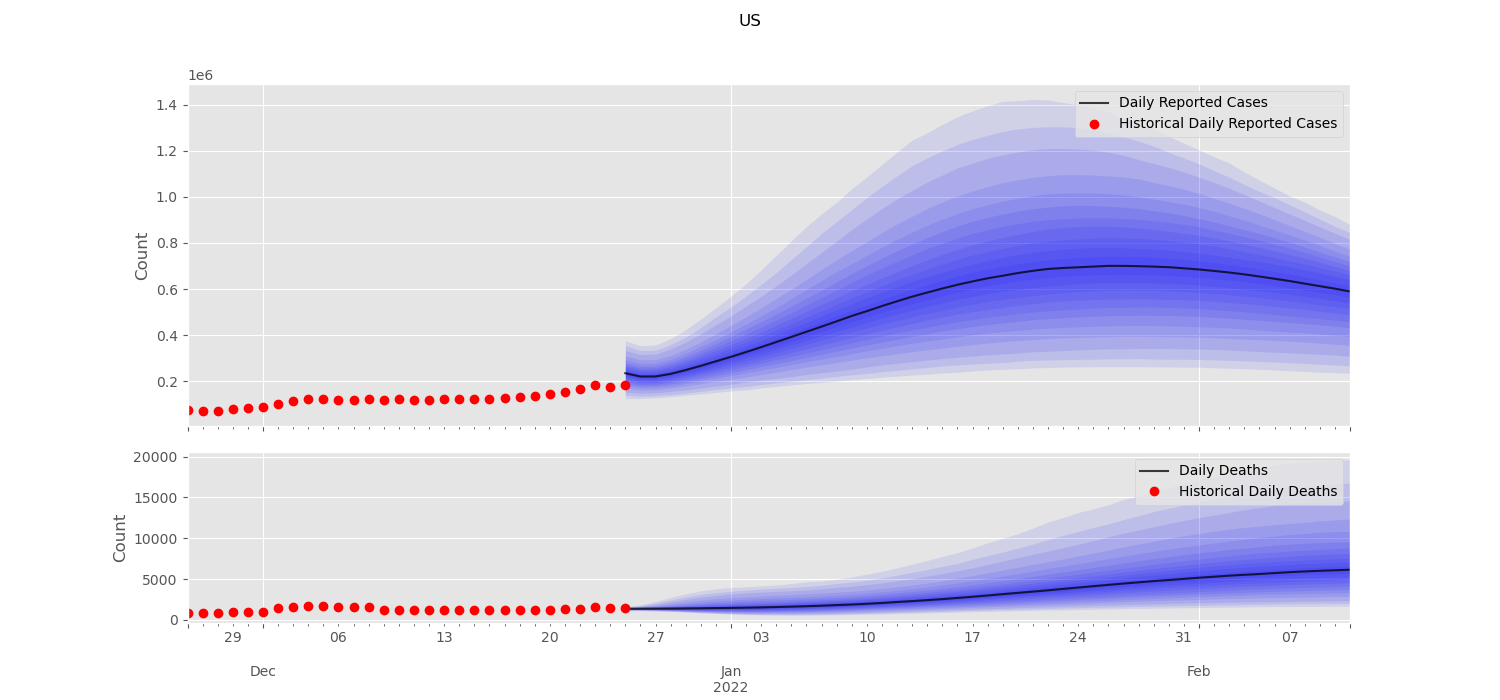 US
1e6
1.4
1.2
1.0
0.8
0.6
0.4
0.2
Count
Daily Reported Cases
Historical Daily Reported Cases
20000
15000
10000
5000
0
Count
Daily Deaths
Historical Daily Deaths
29 06 13 20 27 03 10 17 24 31 07
Dec Jan Feb
2022